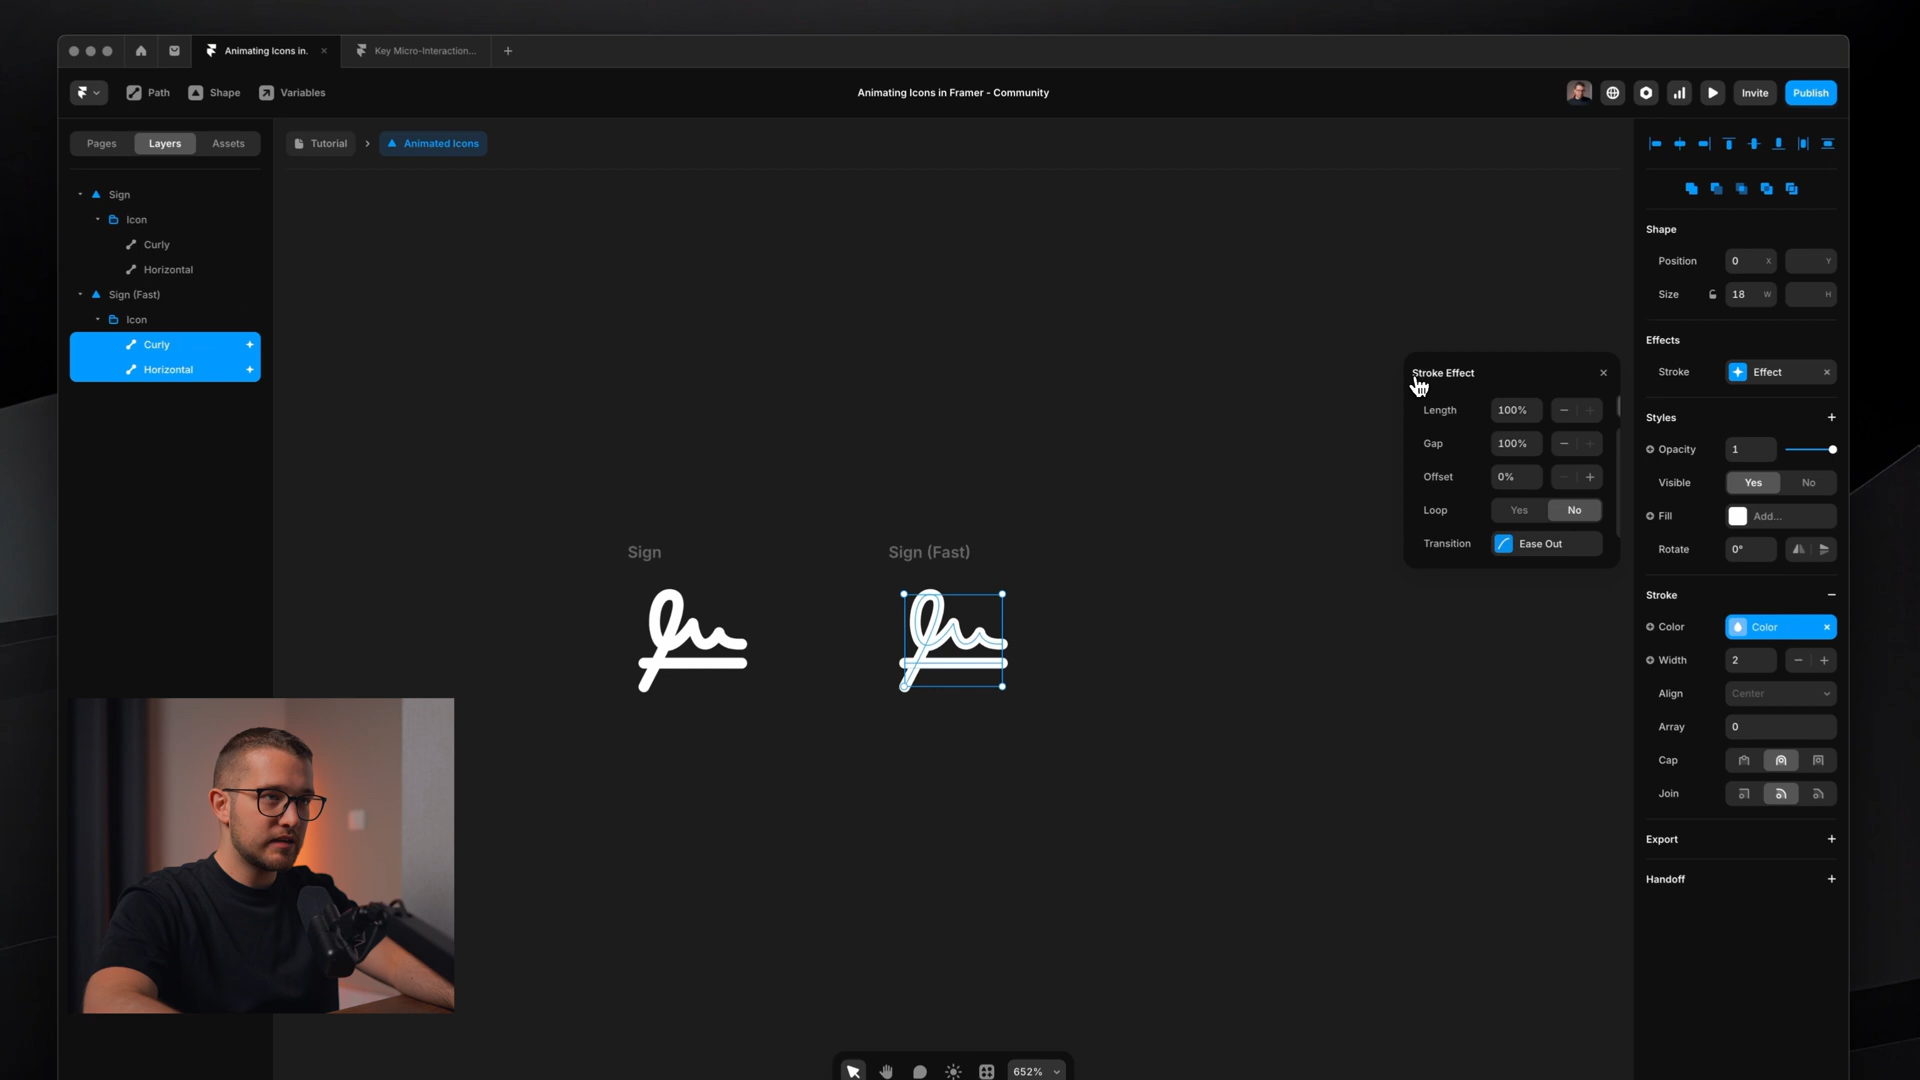 Animating Icons in.
Key Micro-Interaction...
Path
Shape
Variables
Animating Icons in Framer - Community
Invite
Publish
Pages
Layers
Assets
Tutorial
Animated Icons
Sign
Icon
Curly
Horizontal
Sign (Fast)
Icon
Curly
Horizontal
Sign
Sign (Fast)
Stroke Effect
Length
100%
Gap
100%
Offset
0%
Loop
Yes
No
Transition
Ease Out
Shape
Position
0
X
Y
Size
18
W
H
Effects
Stroke
Effect
Styles
Opacity
1
Visible
Yes
No
Fill
Add...
Rotate
0°
Stroke
Color
Color
Width
2
Align
Center
Array
0
Cap
Join
Export
Handoff
652%